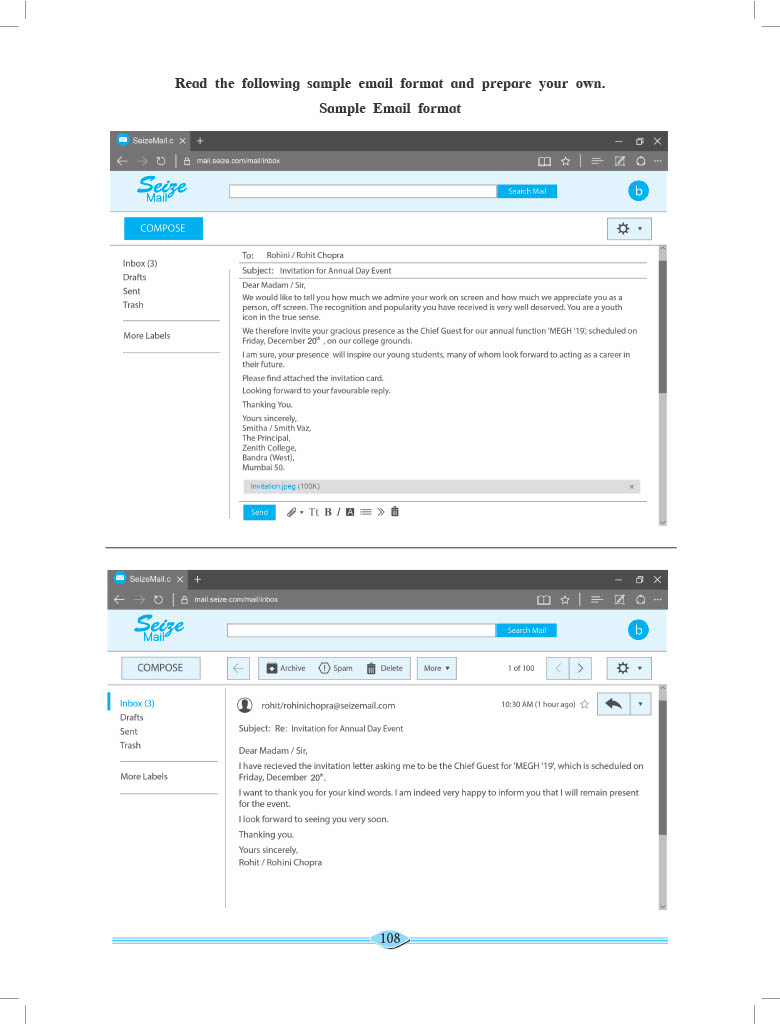 Read the following sample email format and prepare your own.
Sample Email format
SeizeMail.c
mail.seize.com/mail/inbox
Seize
Mail
Search Mail
b
COMPOSE
Inbox (3)
Drafts
Sent
Trash
More Labels
To: Rohini / Rohit Chopra
Subject: Invitation for Annual Day Event
Dear Madam / Sir,
We would like to tell you how much we admire your work on screen and how much we appreciate you as a
person, off screen. The recognition and popularity you have received is very well deserved. You are a youth
icon in the true sense.
We therefore invite your gracious presence as the Chief Guest for our annual function 'MEGH '19', scheduled on
Friday, December 20th , on our college grounds.
I am sure, your presence will inspire our young students, many of whom look forward to acting as a career in
their future.
Please find attached the invitation card.
Looking forward to your favourable reply.
Thanking You.
Yours sincerely,
Smitha / Smith Vaz,
The Principal,
Zenith College,
Bandra (West),
Mumbai 50.
Invitation.jpeg (100K)
Send
Tt B I A
SeizeMail.c
mail.seize.com/mail/inbox
Seize
Mail
Search Mail
b
COMPOSE
Archive
Spam
Delete
More
1 of 100
Inbox (3)
Drafts
Sent
Trash
More Labels
rohit/rohinichopra@seizemail.com
10:30 AM (1 hour ago)
Subject: Re: Invitation for Annual Day Event
Dear Madam / Sir,
I have recieved the invitation letter asking me to be the Chief Guest for 'MEGH '19', which is scheduled on
Friday, December 20th.
I want to thank you for your kind words. I am indeed very happy to inform you that I will remain present
for the event.
I look forward to seeing you very soon.
Thanking you.
Yours sincerely,
Rohit / Rohini Chopra
108